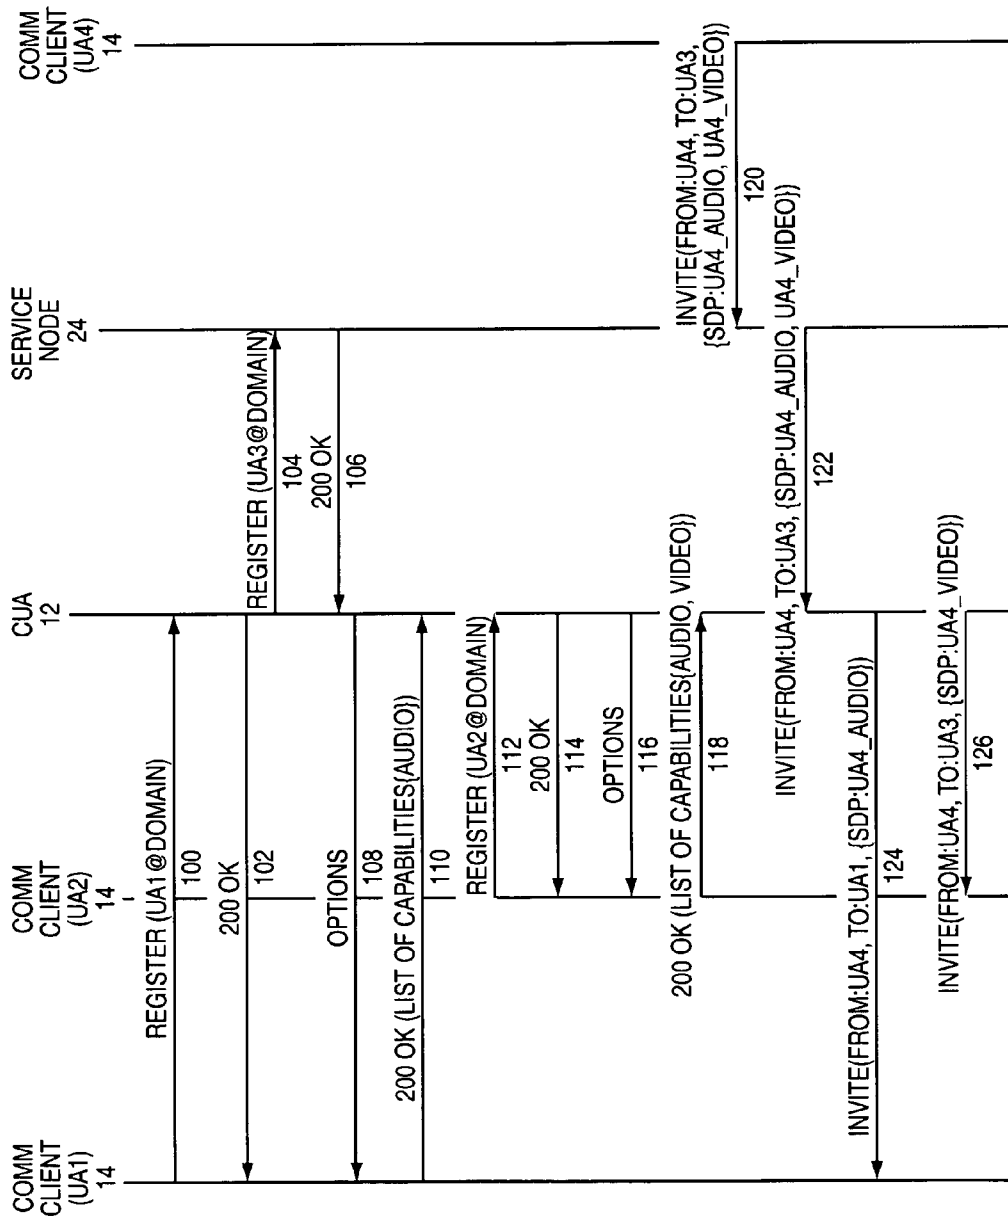 COMM
CLIENT
(UA1)
14
COMM
CLIENT
(UA2)
14
CUA
12
SERVICE
NODE
24
COMM
CLIENT
(UA4)
14
REGISTER (UA1@DOMAIN)
100
200 OK
102
REGISTER (UA3@DOMAIN)
104
200 OK
106
OPTIONS
108
200 OK (LIST OF CAPABILITIES{AUDIO})
110
REGISTER (UA2@DOMAIN)
112
200 OK
114
OPTIONS
116
200 OK (LIST OF CAPABILITIES{AUDIO, VIDEO})
118
INVITE(FROM:UA4, TO:UA3,
{SDP:UA4_AUDIO, UA4_VIDEO})
120
INVITE(FROM:UA4, TO:UA3, {SDP:UA4_AUDIO, UA4_VIDEO})
122
INVITE(FROM:UA4, TO:UA1, {SDP:UA4_AUDIO})
124
INVITE(FROM:UA4, TO:UA3, {SDP:UA4_VIDEO})
126